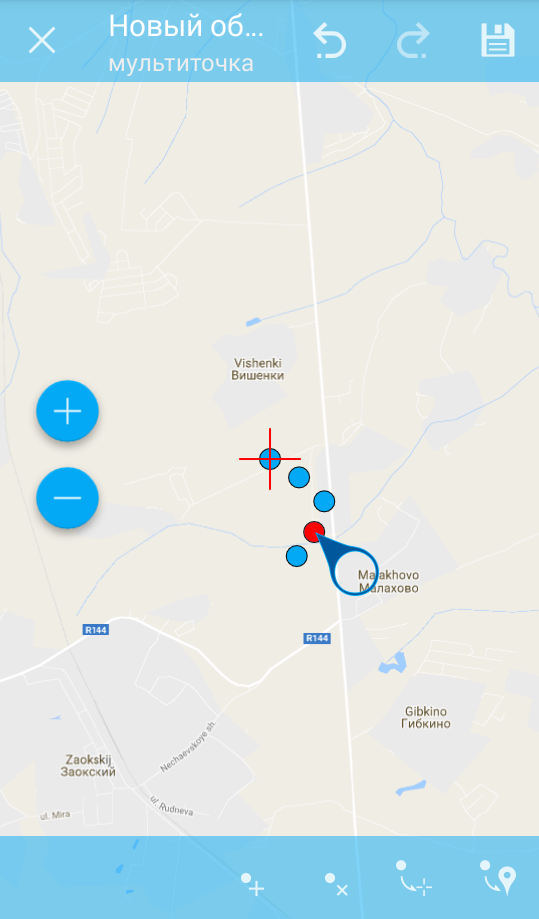 Новый об...
мультиточка
Vishenki
Вишенки
Malakhovo
Малахово
R144
R144
Gibkino
Гибкино
Nechaevskoye sh.
Zaokskij
Заокский
ul. Rudneva
ul. Mira